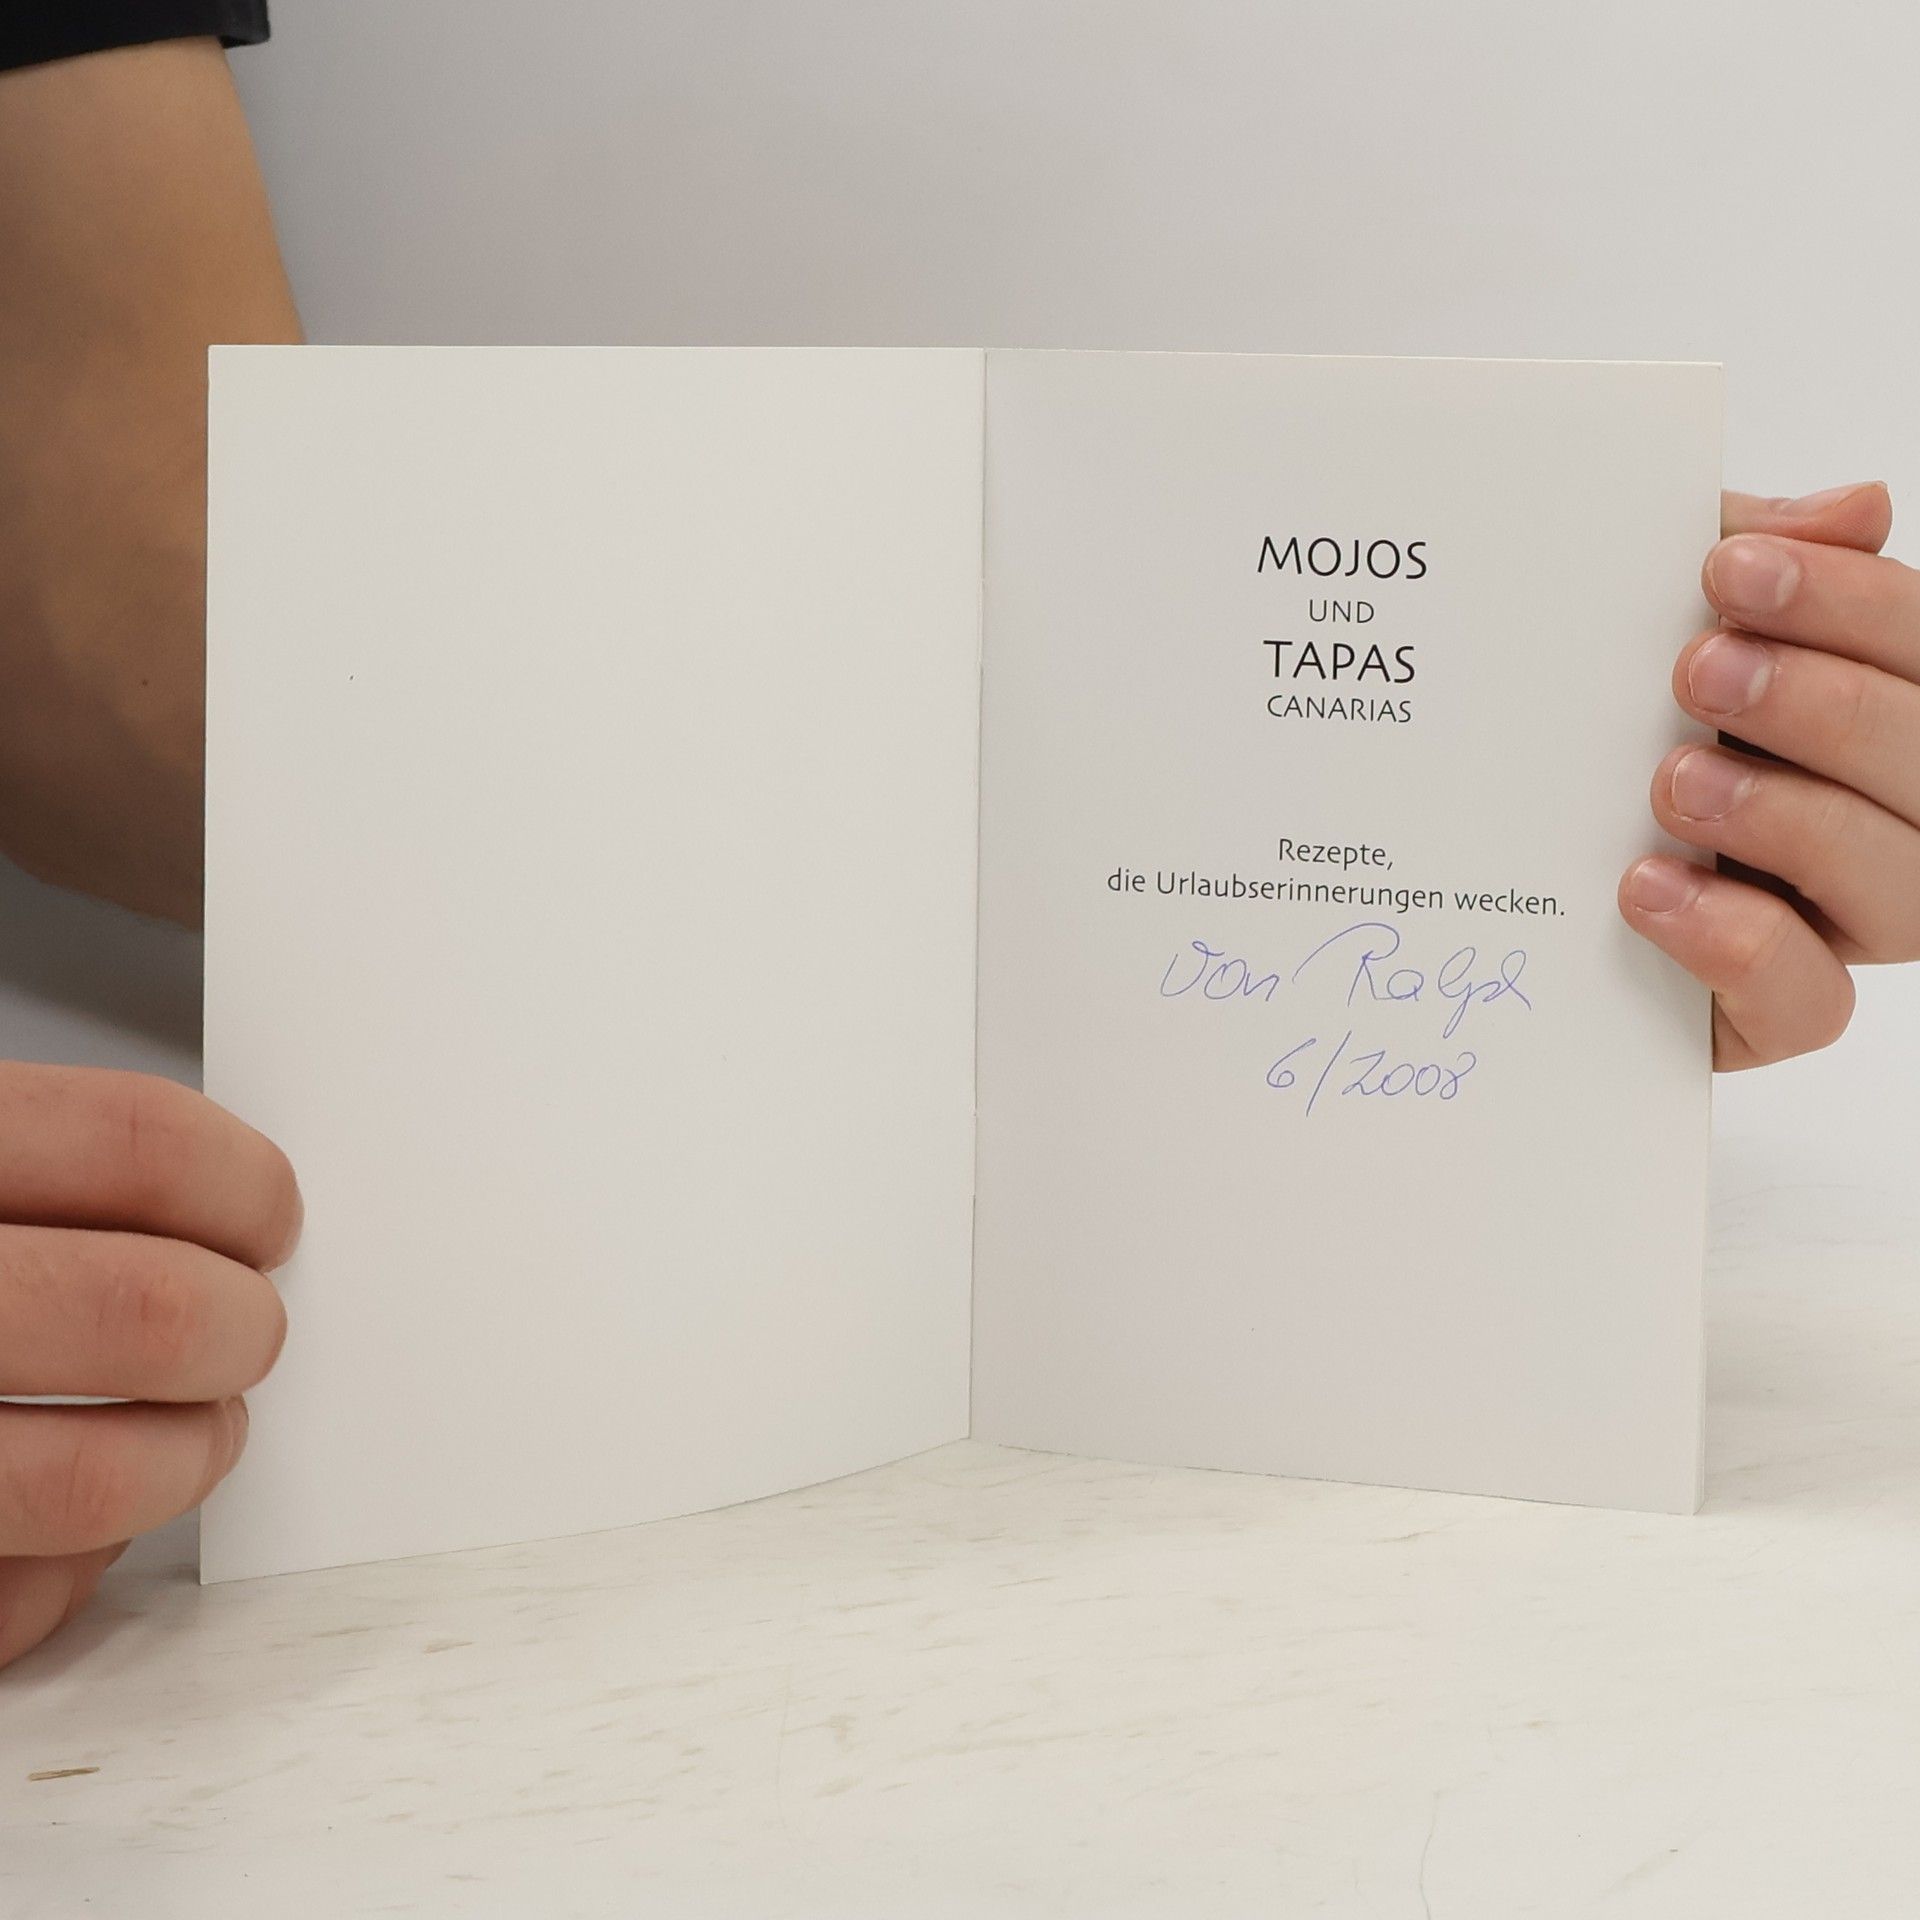 MOJOS
UND
TAPAS
CANARIAS
Rezepte,
die Urlaubserinnerungen wecken.
Von Ralph
6/2008